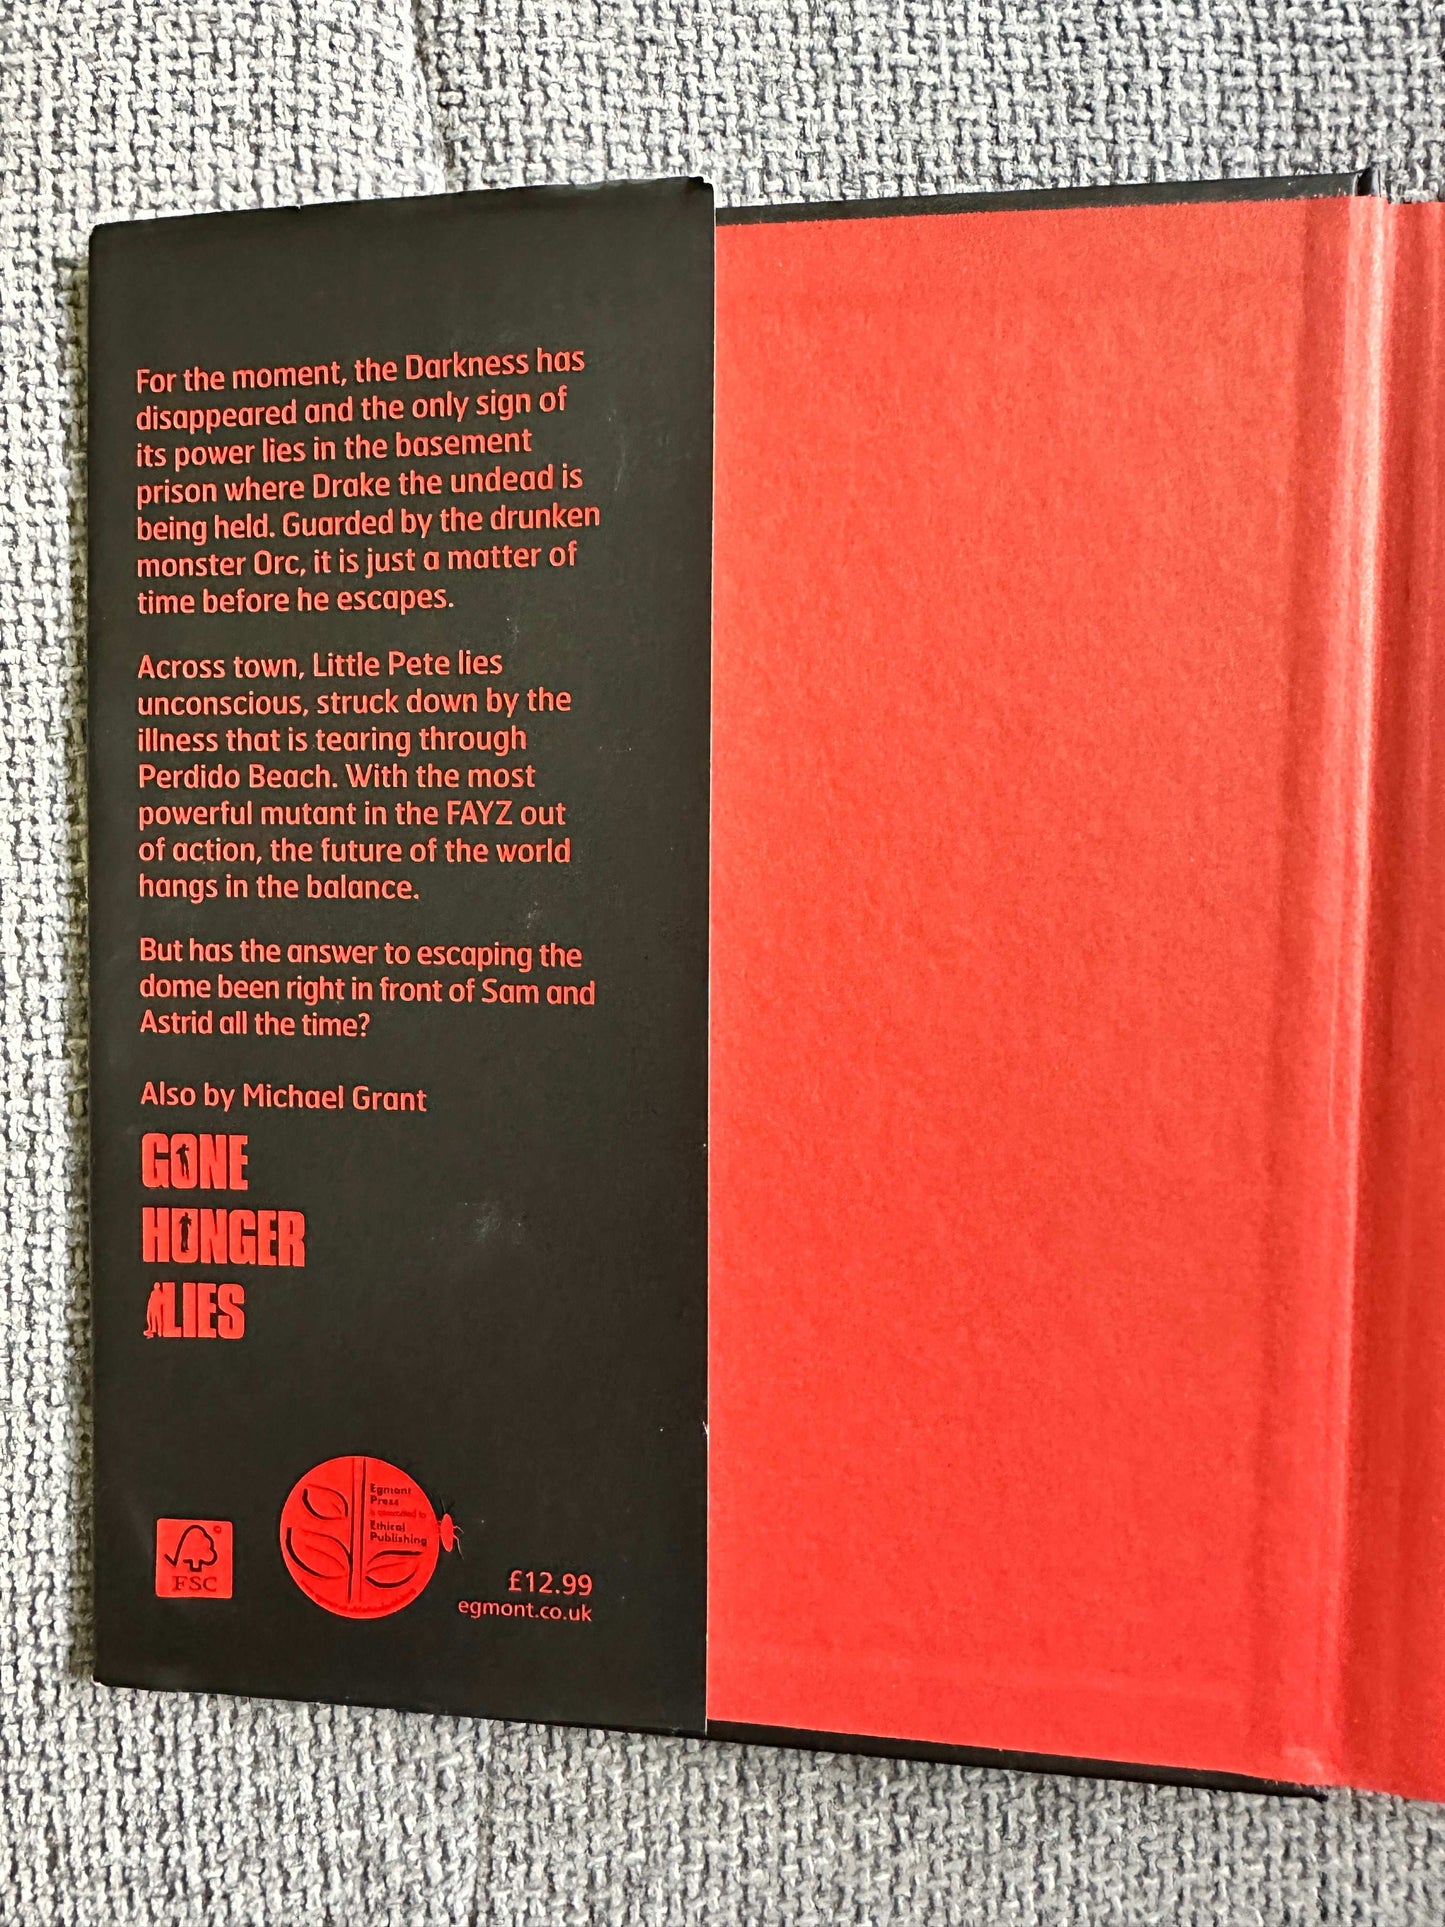 For the moment, the Darkness has
disappeared and the only sign of
its power lies in the basement
prison where Drake the undead is
being held. Guarded by the drunken
monster Orc, it is just a matter of
time before he escapes.
Across town, Little Pete lies
unconscious, struck down by the
illness that is tearing through
Perdido Beach. With the most
powerful mutant in the FAYZ out
of action, the future of the world
hangs in the balance.
But has the answer to escaping the
dome been right in front of Sam and
Astrid all the time?
Also by Michael Grant
GONE
HUNGER
LIES
©
FSC
Egmont
Press
is committed to
Ethical
Publishing
£12.99
egmont.co.uk